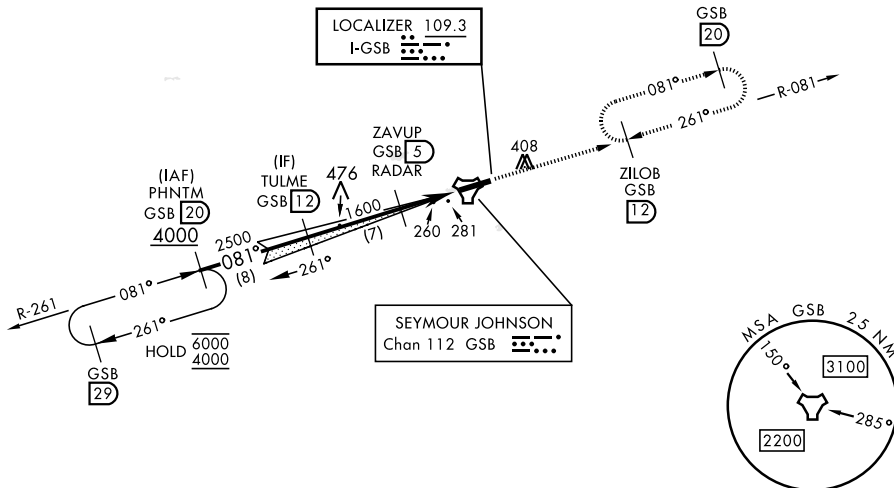 LOCALIZER 109.3
I-GSB
GSB
20
081°
R-081
261°
ZILOB
GSB
12
408
ZAVUP
GSB 5
RADAR
(IF)
TULME
GSB 12
476
1600
(7)
260
281
(IAF)
PHNTM
GSB 20
4000
2500
081°
(8)
261°
R-261
081°
261°
HOLD 6000
4000
GSB
29
SEYMOUR JOHNSON
Chan 112 GSB
MSA GSB 25 NM
150°
3100
285°
2200